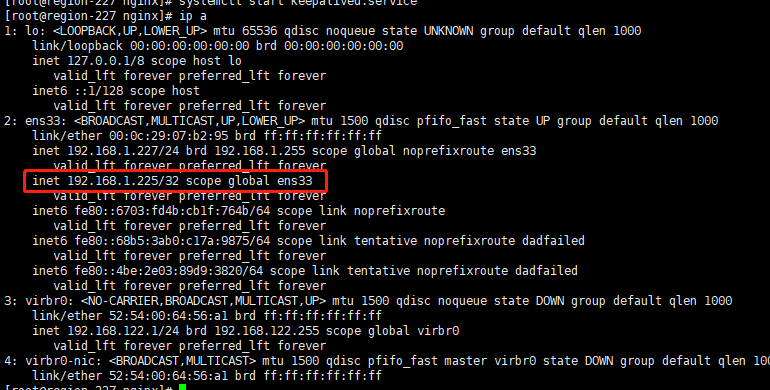 [root@region-227 nginx]# systemctl start keepalived.service
[root@region-227 nginx]# ip a
1: lo: <LOOPBACK,UP,LOWER_UP> mtu 65536 qdisc noqueue state UNKNOWN group default qlen 1000
link/loopback 00:00:00:00:00:00 brd 00:00:00:00:00:00
inet 127.0.0.1/8 scope host lo
valid_lft forever preferred_lft forever
inet6 ::1/128 scope host
valid_lft forever preferred_lft forever
2: ens33: <BROADCAST,MULTICAST,UP,LOWER_UP> mtu 1500 qdisc pfifo_fast state UP group default qlen 1000
link/ether 00:0c:29:07:b2:95 brd ff:ff:ff:ff:ff:ff
inet 192.168.1.227/24 brd 192.168.1.255 scope global noprefixroute ens33
valid_lft forever preferred_lft forever
inet 192.168.1.225/32 scope global ens33
valid_lft forever preferred_lft forever
inet6 fe80::6703:fd4b:cb1f:764b/64 scope link noprefixroute
valid_lft forever preferred_lft forever
inet6 fe80::68b5:3ab0:c17a:9875/64 scope link tentative noprefixroute dadfailed
valid_lft forever preferred_lft forever
inet6 fe80::4be:2e03:89d9:3820/64 scope link tentative noprefixroute dadfailed
valid_lft forever preferred_lft forever
3: virbr0: <NO-CARRIER,BROADCAST,MULTICAST,UP> mtu 1500 qdisc noqueue state DOWN group default qlen 1000
link/ether 52:54:00:64:56:a1 brd ff:ff:ff:ff:ff:ff
inet 192.168.122.1/24 brd 192.168.122.255 scope global virbr0
valid_lft forever preferred_lft forever
4: virbr0-nic: <BROADCAST,MULTICAST> mtu 1500 qdisc pfifo_fast master virbr0 state DOWN group default qlen 1000
link/ether 52:54:00:64:56:a1 brd ff:ff:ff:ff:ff:ff
[root@region-227 nginx]#